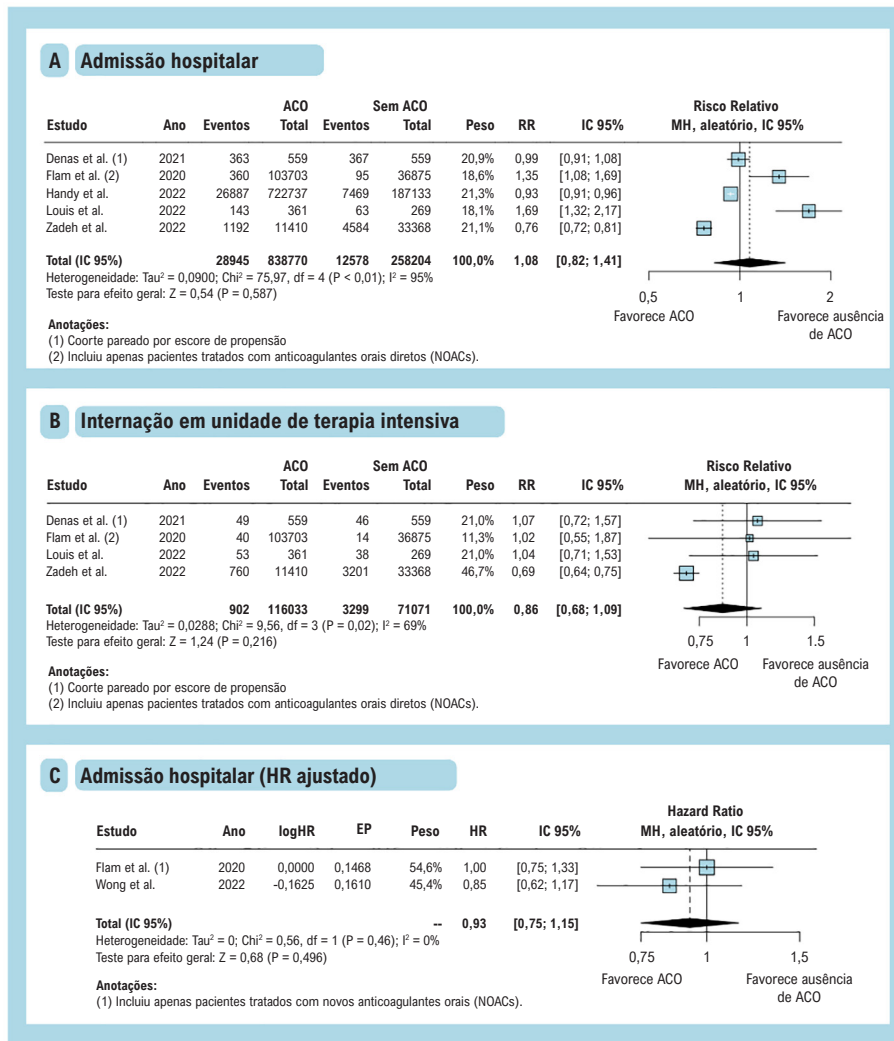 A Admissão hospitalar
ACO Sem ACO Risco Relativo
Estudo Ano Eventos Total Eventos Total Peso RR IC 95% MH, aleatório, IC 95%
Denas et al. (1) 2021 363 559 367 559 20,9% 0,99 [0,91; 1,08]
Flam et al. (2) 2020 360 103703 95 36875 18,6% 1,35 [1,08; 1,69]
Handy et al. 2022 26887 722737 7469 187133 21,3% 0,93 [0,91; 0,96]
Louis et al. 2022 143 361 63 269 18,1% 1,69 [1,32; 2,17]
Zadeh et al. 2022 1192 11410 4584 33368 21,1% 0,76 [0,72; 0,81]
Total (IC 95%) 28945 838770 12578 258204 100,0% 1,08 [0,82; 1,41]
Heterogeneidade: Tau² = 0,0900; Chi² = 75,97, df = 4 (P < 0,01); I² = 95%
Teste para efeito geral: Z = 0,54 (P = 0,587)
0,5 1 2
Favorece ACO Favorece ausência
de ACO
Anotações:
(1) Coorte pareado por escore de propensão
(2) Incluiu apenas pacientes tratados com anticoagulantes orais diretos (NOACs).
B Internação em unidade de terapia intensiva
ACO Sem ACO Risco Relativo
Estudo Ano Eventos Total Eventos Total Peso RR IC 95% MH, aleatório, IC 95%
Denas et al. (1) 2021 49 559 46 559 21,0% 1,07 [0,72; 1,57]
Flam et al. (2) 2020 40 103703 14 36875 11,3% 1,02 [0,55; 1,87]
Louis et al. 2022 53 361 38 269 21,0% 1,04 [0,71; 1,53]
Zadeh et al. 2022 760 11410 3201 33368 46,7% 0,69 [0,64; 0,75]
Total (IC 95%) 902 116033 3299 71071 100,0% 0,86 [0,68; 1,09]
Heterogeneidade: Tau² = 0,0288; Chi² = 9,56, df = 3 (P = 0,02); I² = 69%
Teste para efeito geral: Z = 1,24 (P = 0,216)
0,75 1 1.5
Favorece ACO Favorece ausência
de ACO
Anotações:
(1) Coorte pareado por escore de propensão
(2) Incluiu apenas pacientes tratados com anticoagulantes orais diretos (NOACs).
C Admissão hospitalar (HR ajustado)
Hazard Ratio
Estudo Ano logHR EP Peso HR IC 95% MH, aleatório, IC 95%
Flam et al. (1) 2020 0,0000 0,1468 54,6% 1,00 [0,75; 1,33]
Wong et al. 2022 -0,1625 0,1610 45,4% 0,85 [0,62; 1,17]
Total (IC 95%) -- 0,93 [0,75; 1,15]
Heterogeneidade: Tau² = 0; Chi² = 0,56, df = 1 (P = 0,46); I² = 0%
Teste para efeito geral: Z = 0,68 (P = 0,496)
0,75 1 1,5
Favorece ACO Favorece ausência
de ACO
Anotações:
(1) Incluiu apenas pacientes tratados com novos anticoagulantes orais (NOACs).